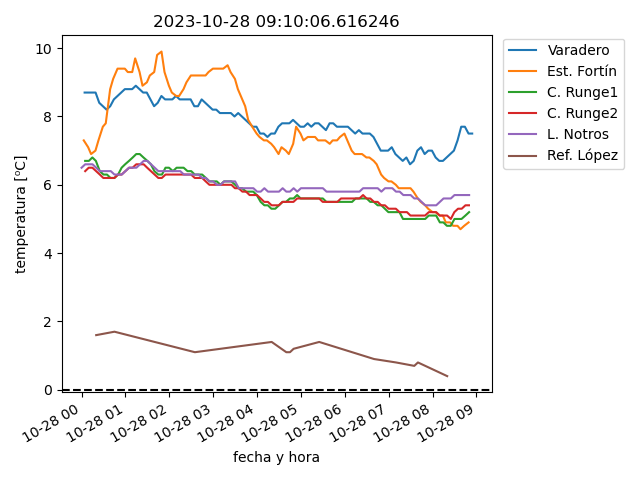 2023-10-28 09:10:06.616246
temperatura [ºC]
10
8
6
4
2
0
10-28 00
10-28 01
10-28 02
10-28 03
10-28 04
10-28 05
10-28 06
10-28 07
10-28 08
10-28 09
fecha y hora
Varadero
Est. Fortín
C. Runge1
C. Runge2
L. Notros
Ref. López